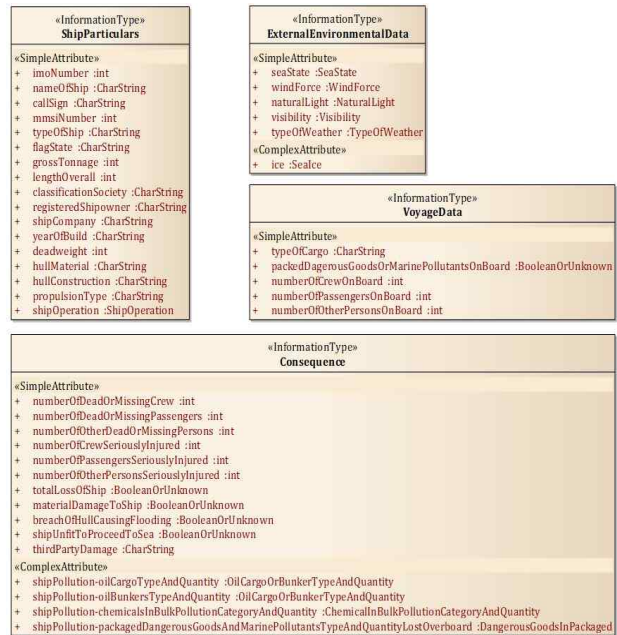 «InformationType»
ShipParticulars
«SimpleAttribute»
+ imoNumber :int
+ nameOfShip :CharString
+ callSign :CharString
+ mmsiNumber :int
+ typeOfShip :CharString
+ flagState :CharString
+ grossTonnage :int
+ lengthOverall :int
+ classificationSociety :CharString
+ registeredShipowner :CharString
+ shipCompany :CharString
+ yearOfBuild :CharString
+ deadweight :int
+ hullMaterial :CharString
+ hullConstruction :CharString
+ propulsionType :CharString
+ shipOperation :ShipOperation
«InformationType»
ExternalEnvironmentalData
«SimpleAttribute»
+ seaState :SeaState
+ windForce :WindForce
+ naturalLight :NaturalLight
+ visibility :Visibility
+ typeOfWeather :TypeOfWeather
«ComplexAttribute»
+ ice :SeaIce
«InformationType»
VoyageData
«SimpleAttribute»
+ typeOfCargo :CharString
+ packedDagerousGoodsOrMarinePollutantsOnBoard :BooleanOrUnknown
+ numberOfCrewOnBoard :int
+ numberOfPassengersOnBoard :int
+ numberOfOtherPersonsOnBoard :int
«InformationType»
Consequence
«SimpleAttribute»
+ numberOfDeadOrMissingCrew :int
+ numberOfDeadOrMissingPassengers :int
+ numberOfOtherDeadOrMissingPersons :int
+ numberOfCrewSeriouslyInjured :int
+ numberOfPassengersSeriouslyInjured :int
+ numberOfOtherPersonsSeriouslyInjured :int
+ totalLossOfShip :BooleanOrUnknown
+ materialDamageToShip :BooleanOrUnknown
+ breachOfHullCausingFlooding :BooleanOrUnknown
+ shipUnfitToProceedToSea :BooleanOrUnknown
+ thirdPartyDamage :CharString
«ComplexAttribute»
+ shipPollution-oilCargoTypeAndQuantity :OilCargoOrBunkerTypeAndQuantity
+ shipPollution-oilBunkersTypeAndQuantity :OilCargoOrBunkerTypeAndQuantity
+ shipPollution-chemicalsInBulkPollutionCategoryAndQuantity :ChemicalInBulkPollutionCategoryAndQuantity
+ shipPollution-packagedDangerousGoodsAndMarinePollutantsTypeAndQuantityLostOverboard :DangerousGoodsInPackaged